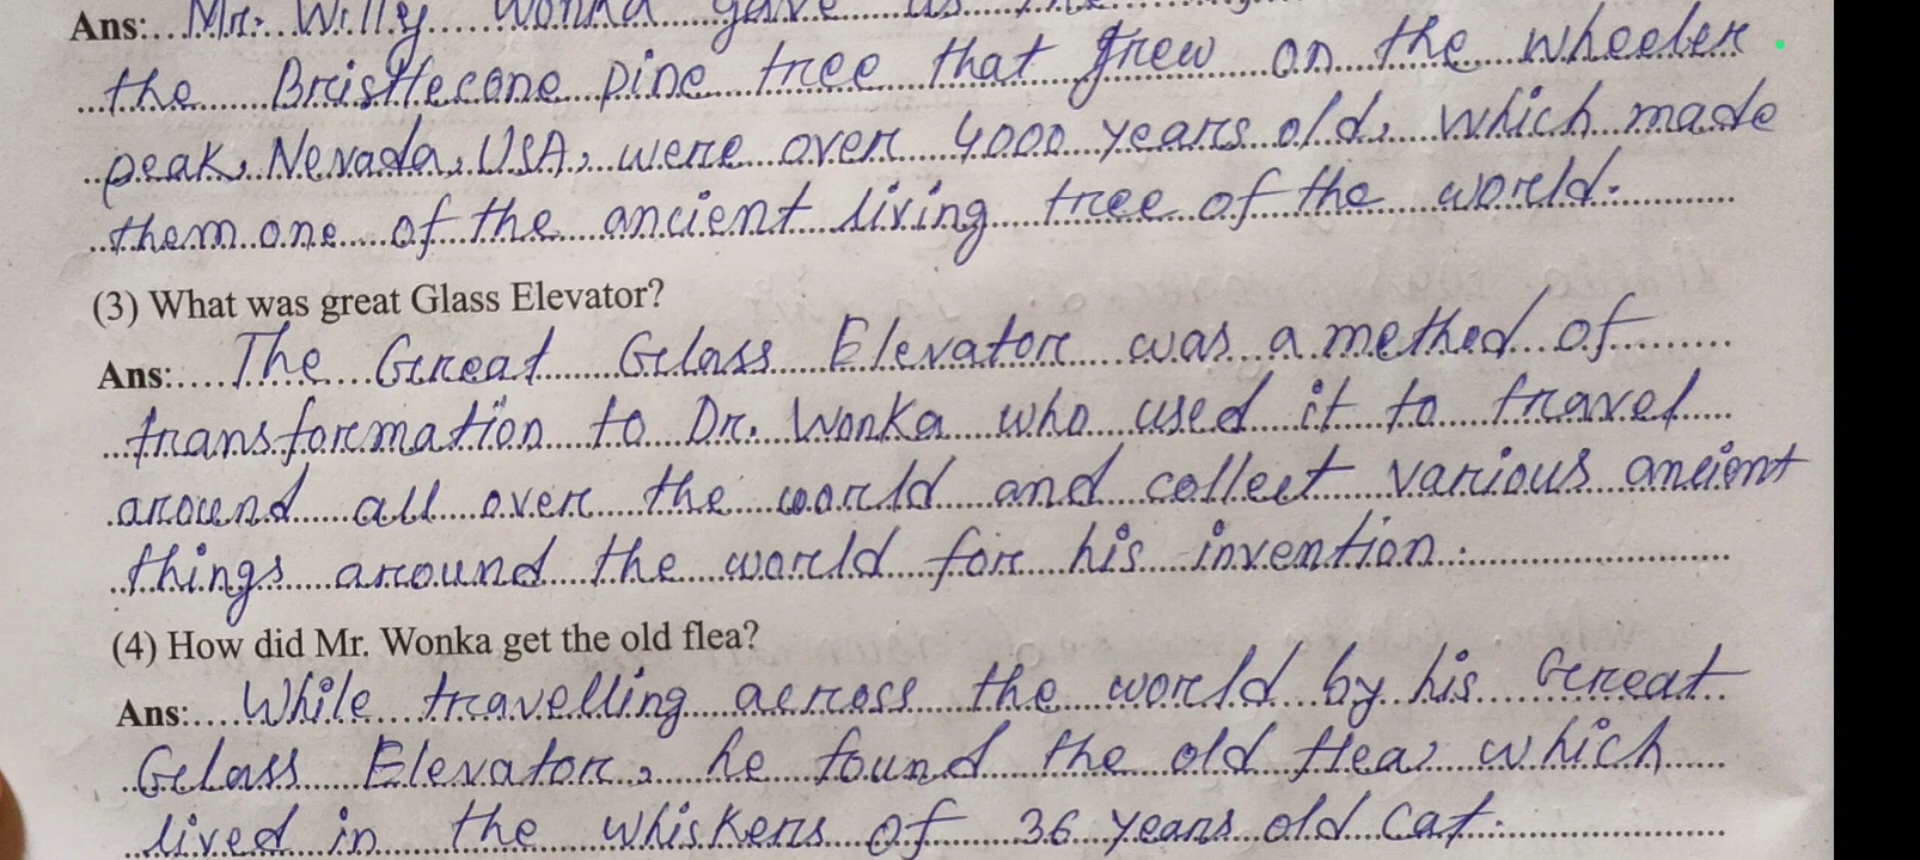 Ans: Mr. Willy Wonka gave us
the Bristlecone pine tree that grew on the wheeler
peak, Nevada, USA, were over 4000 years old, which made
them one of the ancient living tree of the world.
(3) What was great Glass Elevator?
Ans: The Great Glass Elevator was a method of
transformation to Dr. Wonka who used it to travel
around all over the world and collect various ancient
things around the world for his invention.
(4) How did Mr. Wonka get the old flea?
Ans: While travelling across the world by his Great
Glass Elevator, he found the old flea, which
lived in the whiskers of 36 years old Cat.